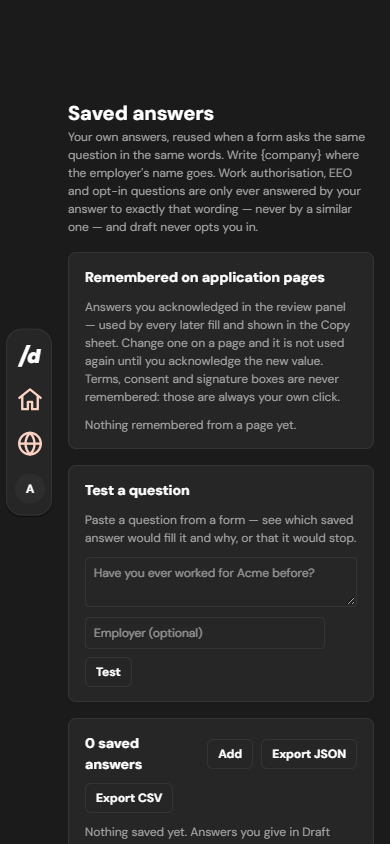 Saved answers
Your own answers, reused when a form asks the same
question in the same words. Write {company} where
the employer's name goes. Work authorisation, EEO
and opt-in questions are only ever answered by your
answer to exactly that wording — never by a similar
one — and draft never opts you in.
Remembered on application pages
Answers you acknowledged in the review panel
— used by every later fill and shown in the Copy
sheet. Change one on a page and it is not used
again until you acknowledge the new value.
Terms, consent and signature boxes are never
remembered: those are always your own click.
Nothing remembered from a page yet.
/d
A
Test a question
Paste a question from a form — see which saved
answer would fill it and why, or that it would stop.
Have you ever worked for Acme before?
Employer (optional)
Test
0 saved
answers
Add
Export JSON
Export CSV
Nothing saved yet. Answers you give in Draft